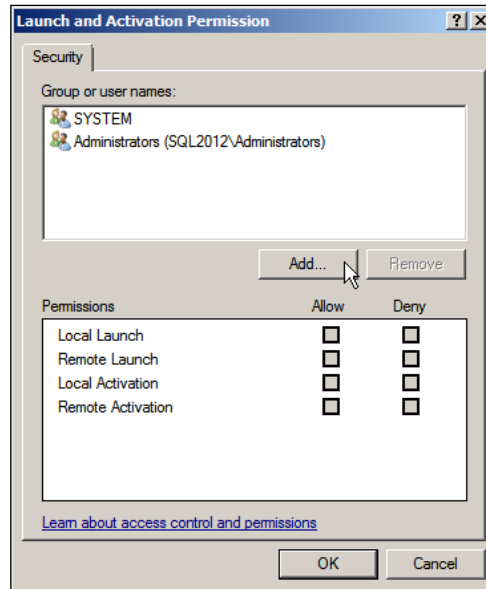 Launch and Activation Permission
Security
Group or user names:
SYSTEM
Administrators (SQL2012\Administrators)
Add... Remove
Permissions Allow Deny
Local Launch
Remote Launch
Local Activation
Remote Activation
Learn about access control and permissions
OK Cancel